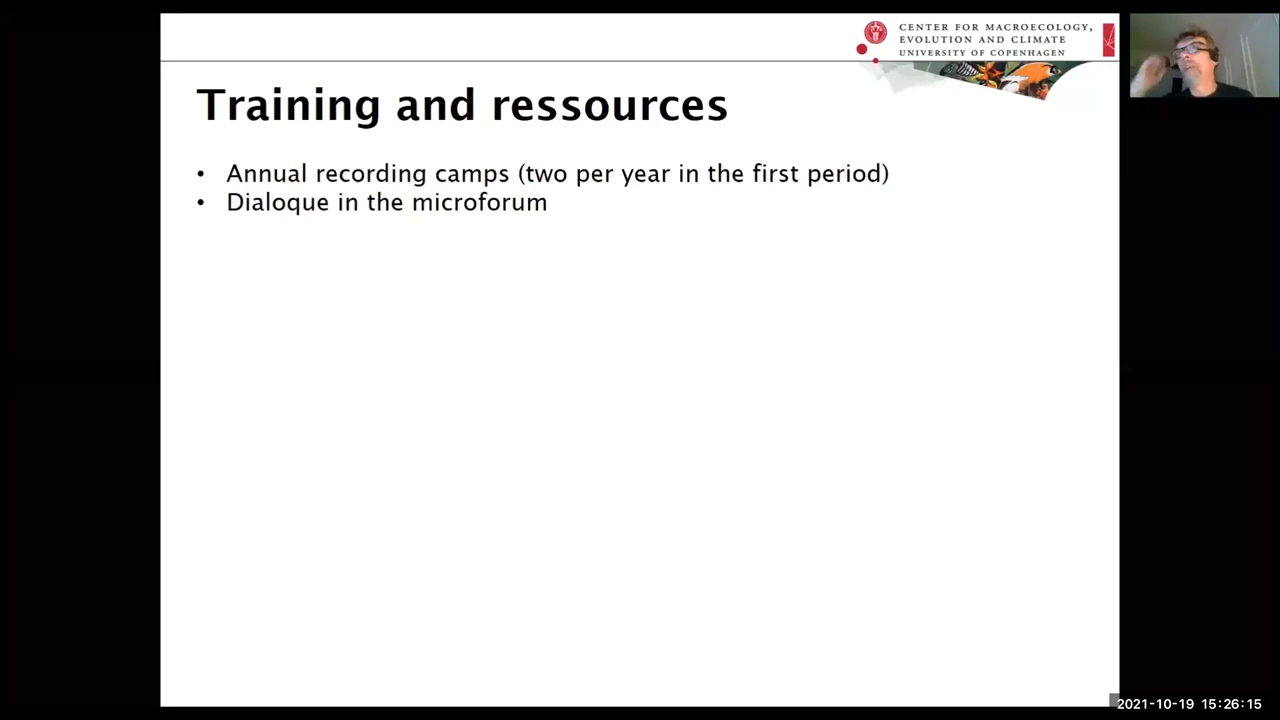 CENTER FOR MACROECOLOGY,
EVOLUTION AND CLIMATE
UNIVERSITY OF COPENHAGEN
Training and ressources
• Annual recording camps (two per year in the first period)
• Dialoque in the microforum
2021-10-19 15:26:15